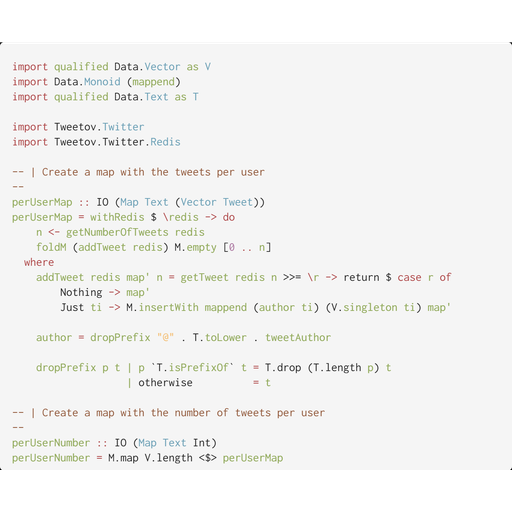 import qualified Data.Vector as V
import Data.Monoid (mappend)
import qualified Data.Text as T

import Tweetov.Twitter
import Tweetov.Twitter.Redis

-- | Create a map with the tweets per user
--
perUserMap :: IO (Map Text (Vector Tweet))
perUserMap = withRedis $ \redis -> do
    n <- getNumberOfTweets redis
    foldM (addTweet redis) M.empty [0 .. n]
  where
    addTweet redis map' n = getTweet redis n >>= \r -> return $ case r of
        Nothing -> map'
        Just ti -> M.insertWith mappend (author ti) (V.singleton ti) map'

    author = dropPrefix "@" . T.toLower . tweetAuthor

    dropPrefix p t | p `T.isPrefixOf` t = T.drop (T.length p) t
                   | otherwise          = t

-- | Create a map with the number of tweets per user
--
perUserNumber :: IO (Map Text Int)
perUserNumber = M.map V.length <$> perUserMap